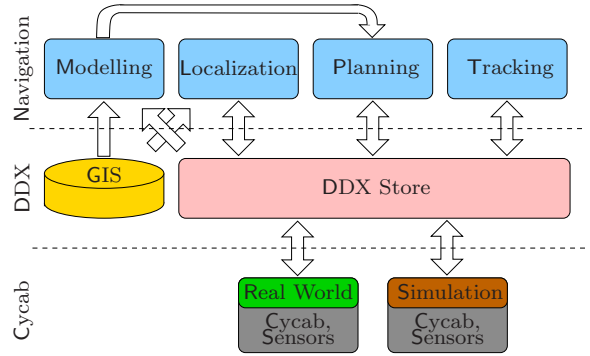 Navigation
Modelling
Localization
Planning
Tracking
DDX
GIS
DDX Store
Cycab
Real World
Cycab,
Sensors
Simulation
Cycab,
Sensors